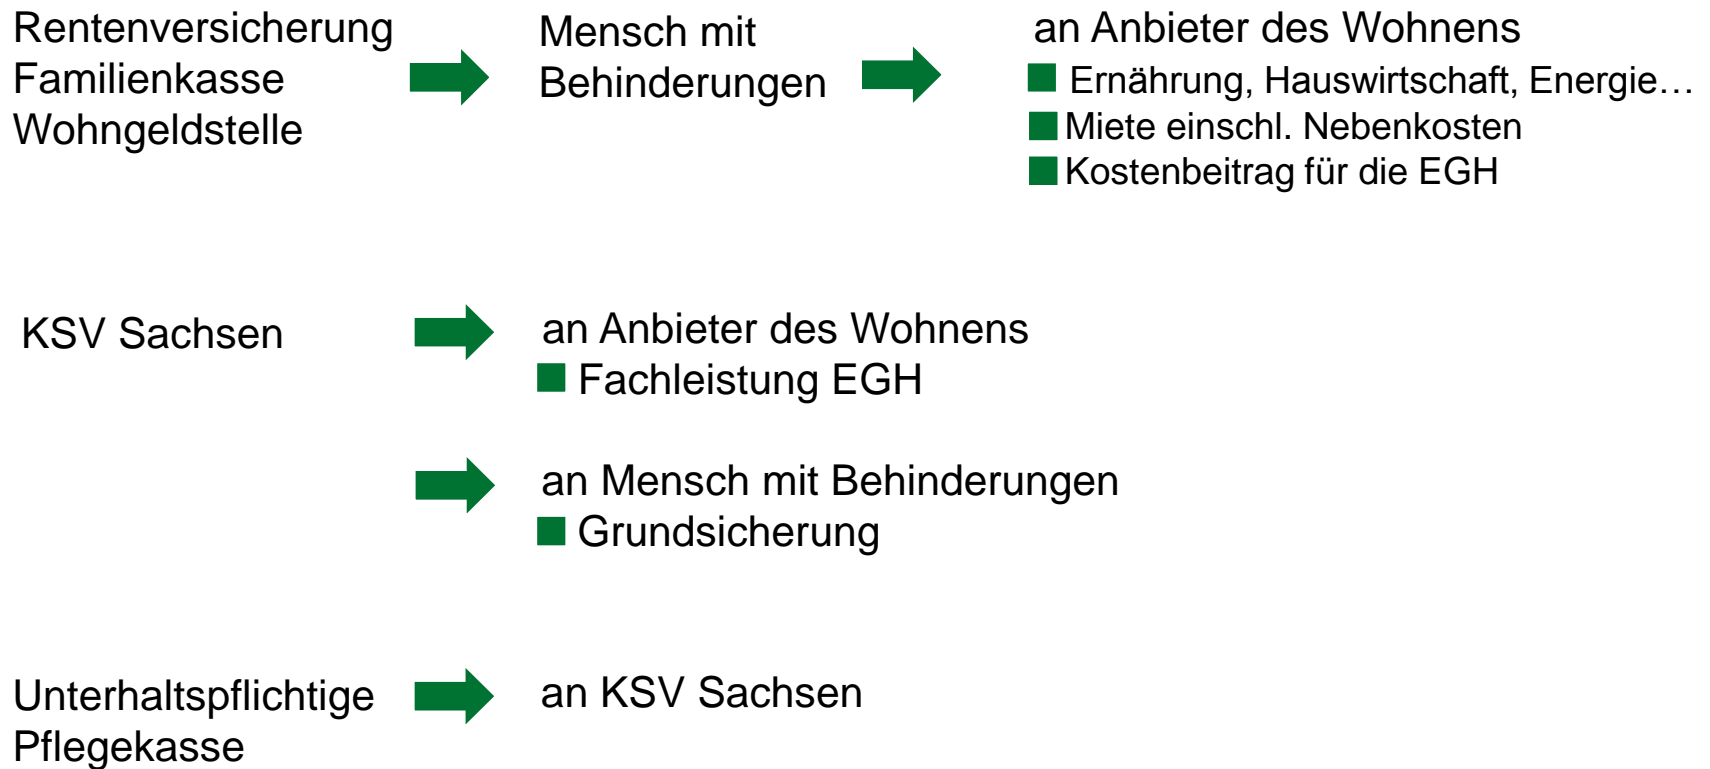 Rentenversicherung
Familienkasse
Wohngeldstelle
Mensch mit
Behinderungen
an Anbieter des Wohnens
Ernährung, Hauswirtschaft, Energie…
Miete einschl. Nebenkosten
Kostenbeitrag für die EGH
KSV Sachsen
an Anbieter des Wohnens
Fachleistung EGH
an Mensch mit Behinderungen
Grundsicherung
Unterhaltspflichtige
Pflegekasse
an KSV Sachsen